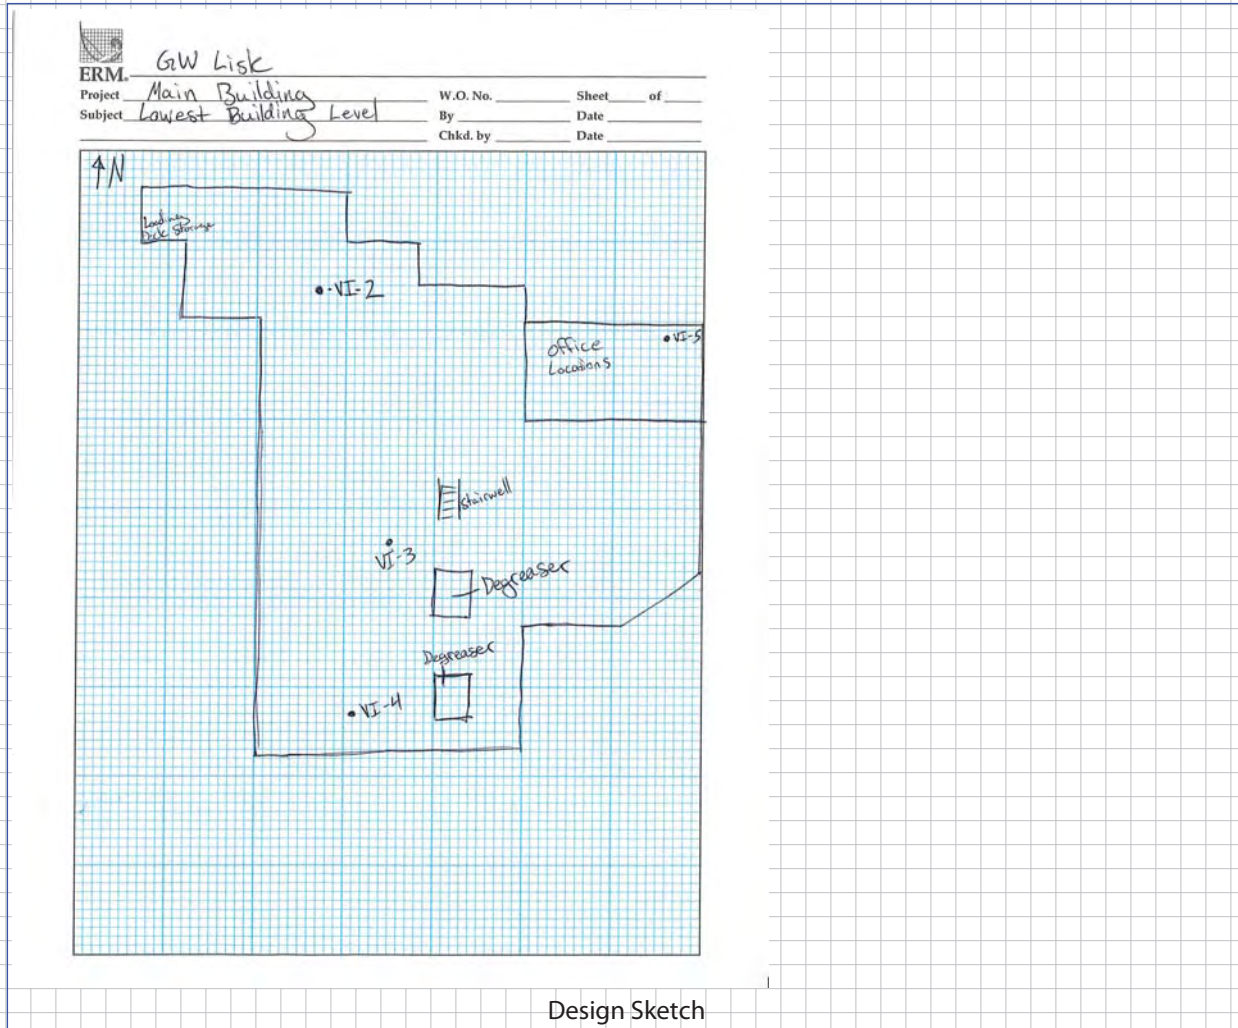 GW Lisk
ERM®
Project Main Building W.O. No. Sheet of
Subject Lowest Building Level By Date
Chkd. by Date
N
Loading
Dock Storage
VI-2
VI-5
office
Locations
stairwell
VI-3
Degreaser
Degreaser
VI-4
Design Sketch